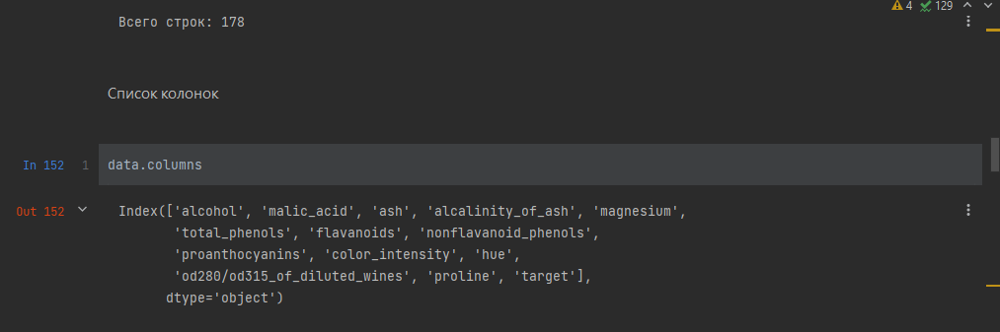 4 129
Всего строк: 178
Список колонок
In 152 1 data.columns
Out 152 Index(['alcohol', 'malic_acid', 'ash', 'alcalinity_of_ash', 'magnesium',
'total_phenols', 'flavanoids', 'nonflavanoid_phenols',
'proanthocyanins', 'color_intensity', 'hue',
'od280/od315_of_diluted_wines', 'proline', 'target'],
dtype='object')